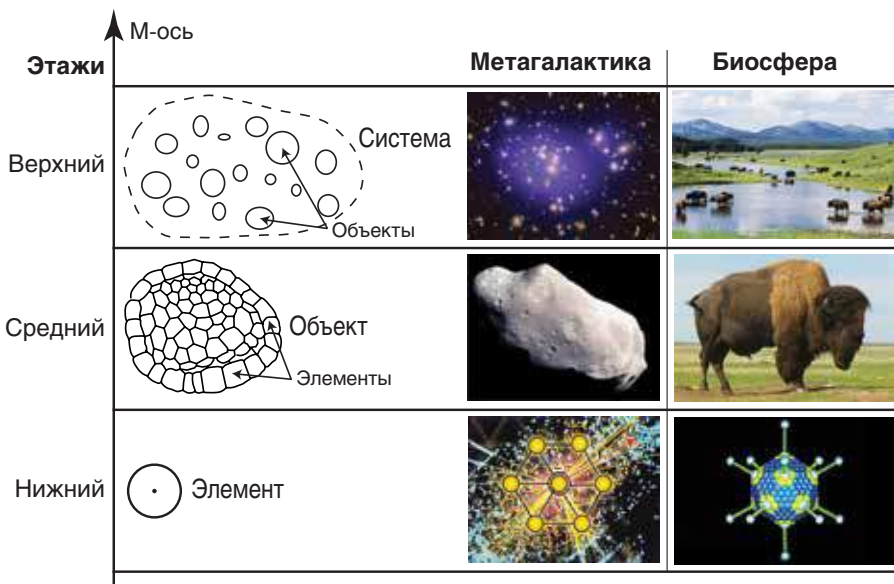 М-ось
Этажи
Метагалактика
Биосфера
Верхний
Система
Объекты
Средний
Объект
Элементы
Нижний
Элемент